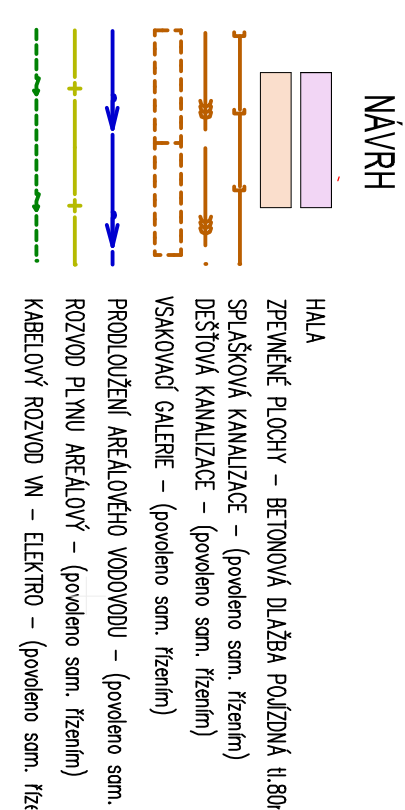 NÁVRH
HALA
ZPEVNĚNÉ PLOCHY – BETONOVÁ DLAŽBA POJÍZDNÁ tl.80
SPLAŠKOVÁ KANALIZACE – (povoleno sam. řízením)
DEŠŤOVÁ KANALIZACE – (povoleno sam. řízením)
VSAKOVACÍ GALERIE – (povoleno sam. řízením)
PRODLOUŽENÍ AREÁLOVÉHO VODOVODU – (povoleno sam.
ROZVOD PLYNU AREÁLOVÝ – (povoleno sam. řízením)
KABELOVÝ ROZVOD VN – ELEKTRO – (povoleno sam. říze